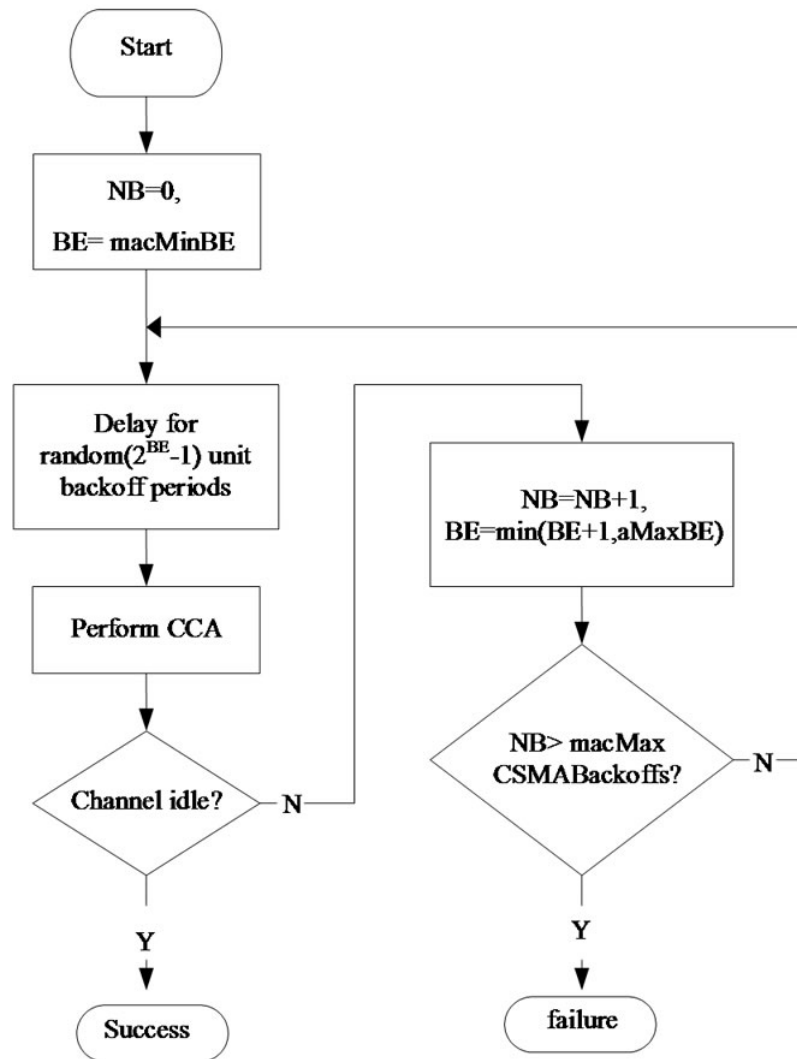 Start
NB=0,
BE= macMinBE
Delay for
random(2^BE-1) unit
backoff periods
Perform CCA
Channel idle?
N
Y
Success
NB=NB+1,
BE=min(BE+1,aMaxBE)
NB> macMax
CSMABackoffs?
N
Y
failure